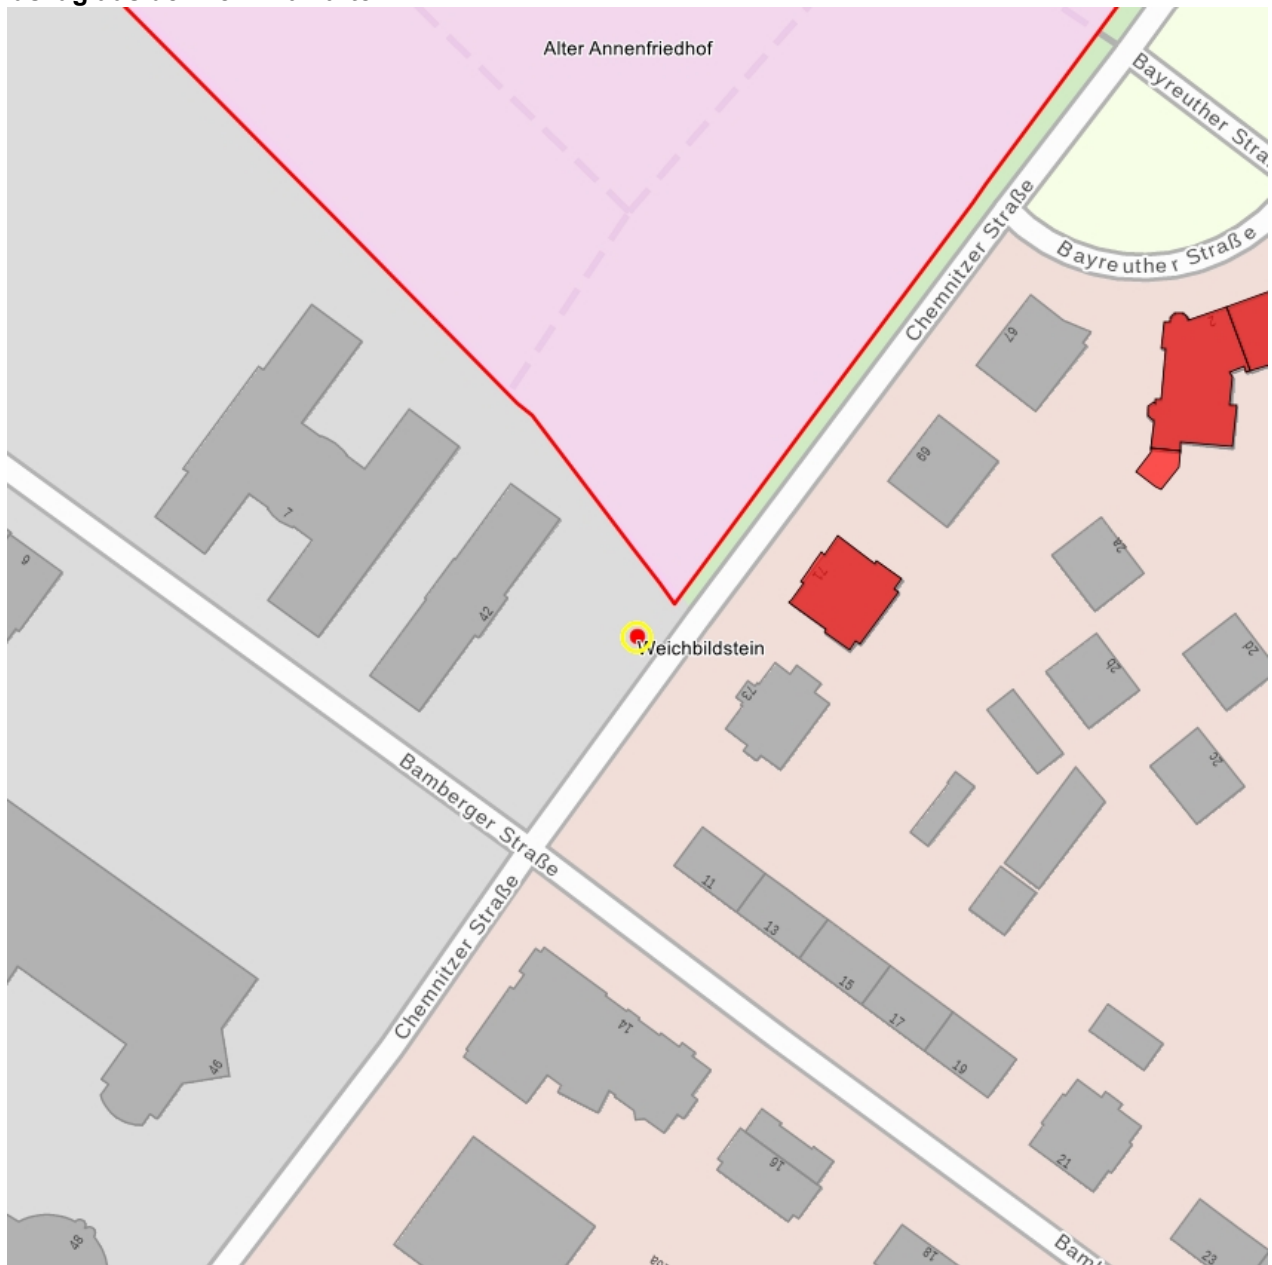 Alter Annenfriedhof
Bayreuther Stra
Chemnitzer Straße
Bayreuther Straße
67
2
69
7
6
71
2a
42
Weichbildstein
2b
2d
73
2c
Bamberger Straße
11
13
15
17
19
Chemnitzer Straße
14
46
16
21
48
18
23
Bam